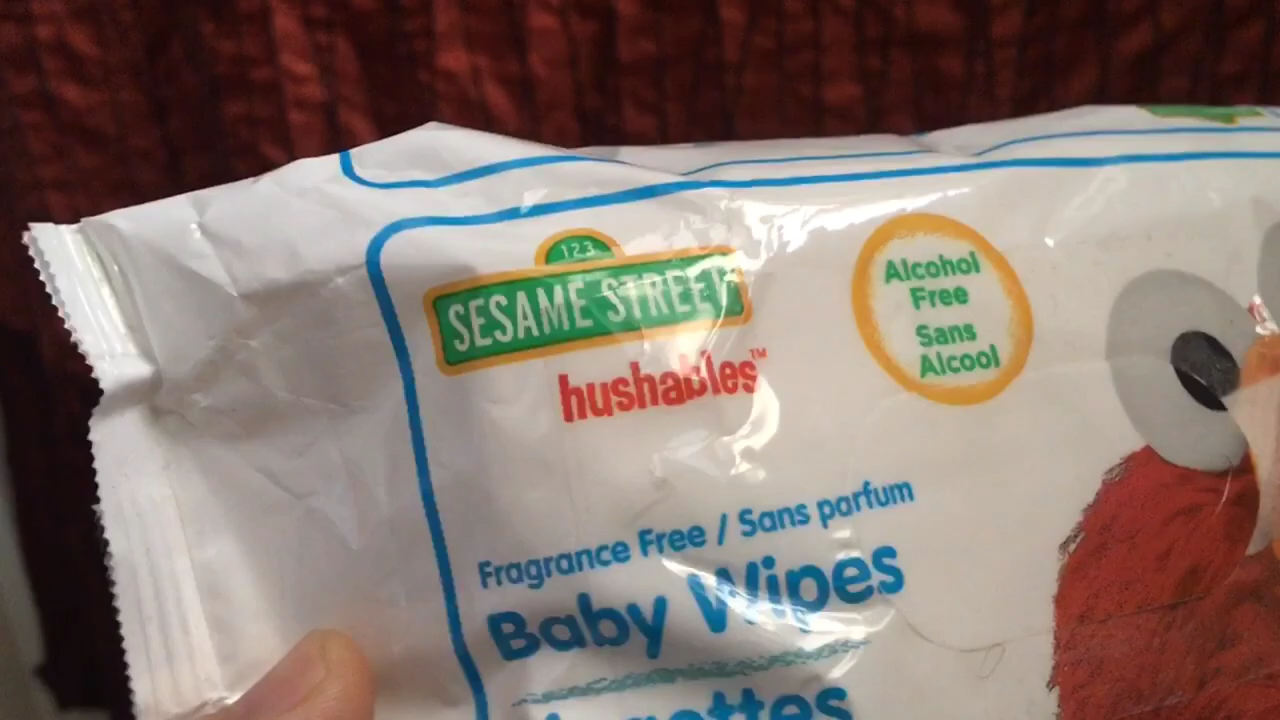 123
SESAME STREET
hushables™
Alcohol
Free
Sans
Alcool
Fragrance Free / Sans parfum
Baby Wipes